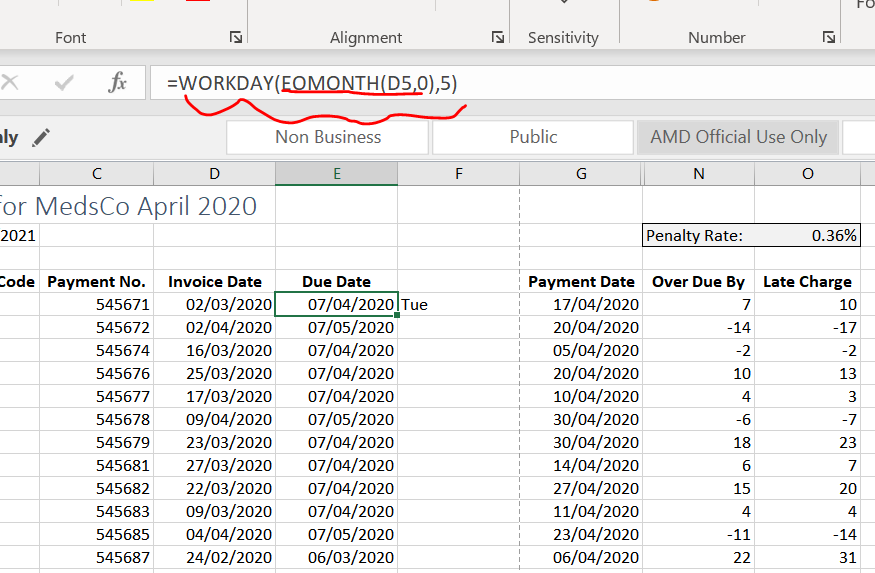 Fo
Font Alignment Sensitivity Number
fx =WORKDAY(EOMONTH(D5,0),5)
nly Non Business Public AMD Official Use Only
C D E F G N O
for MedsCo April 2020
2021 Penalty Rate: 0.36%
Code Payment No. Invoice Date Due Date Payment Date Over Due By Late Charge
545671 02/03/2020 07/04/2020 Tue 17/04/2020 7 10
545672 02/04/2020 07/05/2020 20/04/2020 -14 -17
545674 16/03/2020 07/04/2020 05/04/2020 -2 -2
545676 25/03/2020 07/04/2020 20/04/2020 10 13
545677 17/03/2020 07/04/2020 10/04/2020 4 3
545678 09/04/2020 07/05/2020 30/04/2020 -6 -7
545679 23/03/2020 07/04/2020 30/04/2020 18 23
545681 27/03/2020 07/04/2020 14/04/2020 6 7
545682 22/03/2020 07/04/2020 27/04/2020 15 20
545683 09/03/2020 07/04/2020 11/04/2020 4 4
545685 04/04/2020 07/05/2020 23/04/2020 -11 -14
545687 24/02/2020 06/03/2020 06/04/2020 22 31